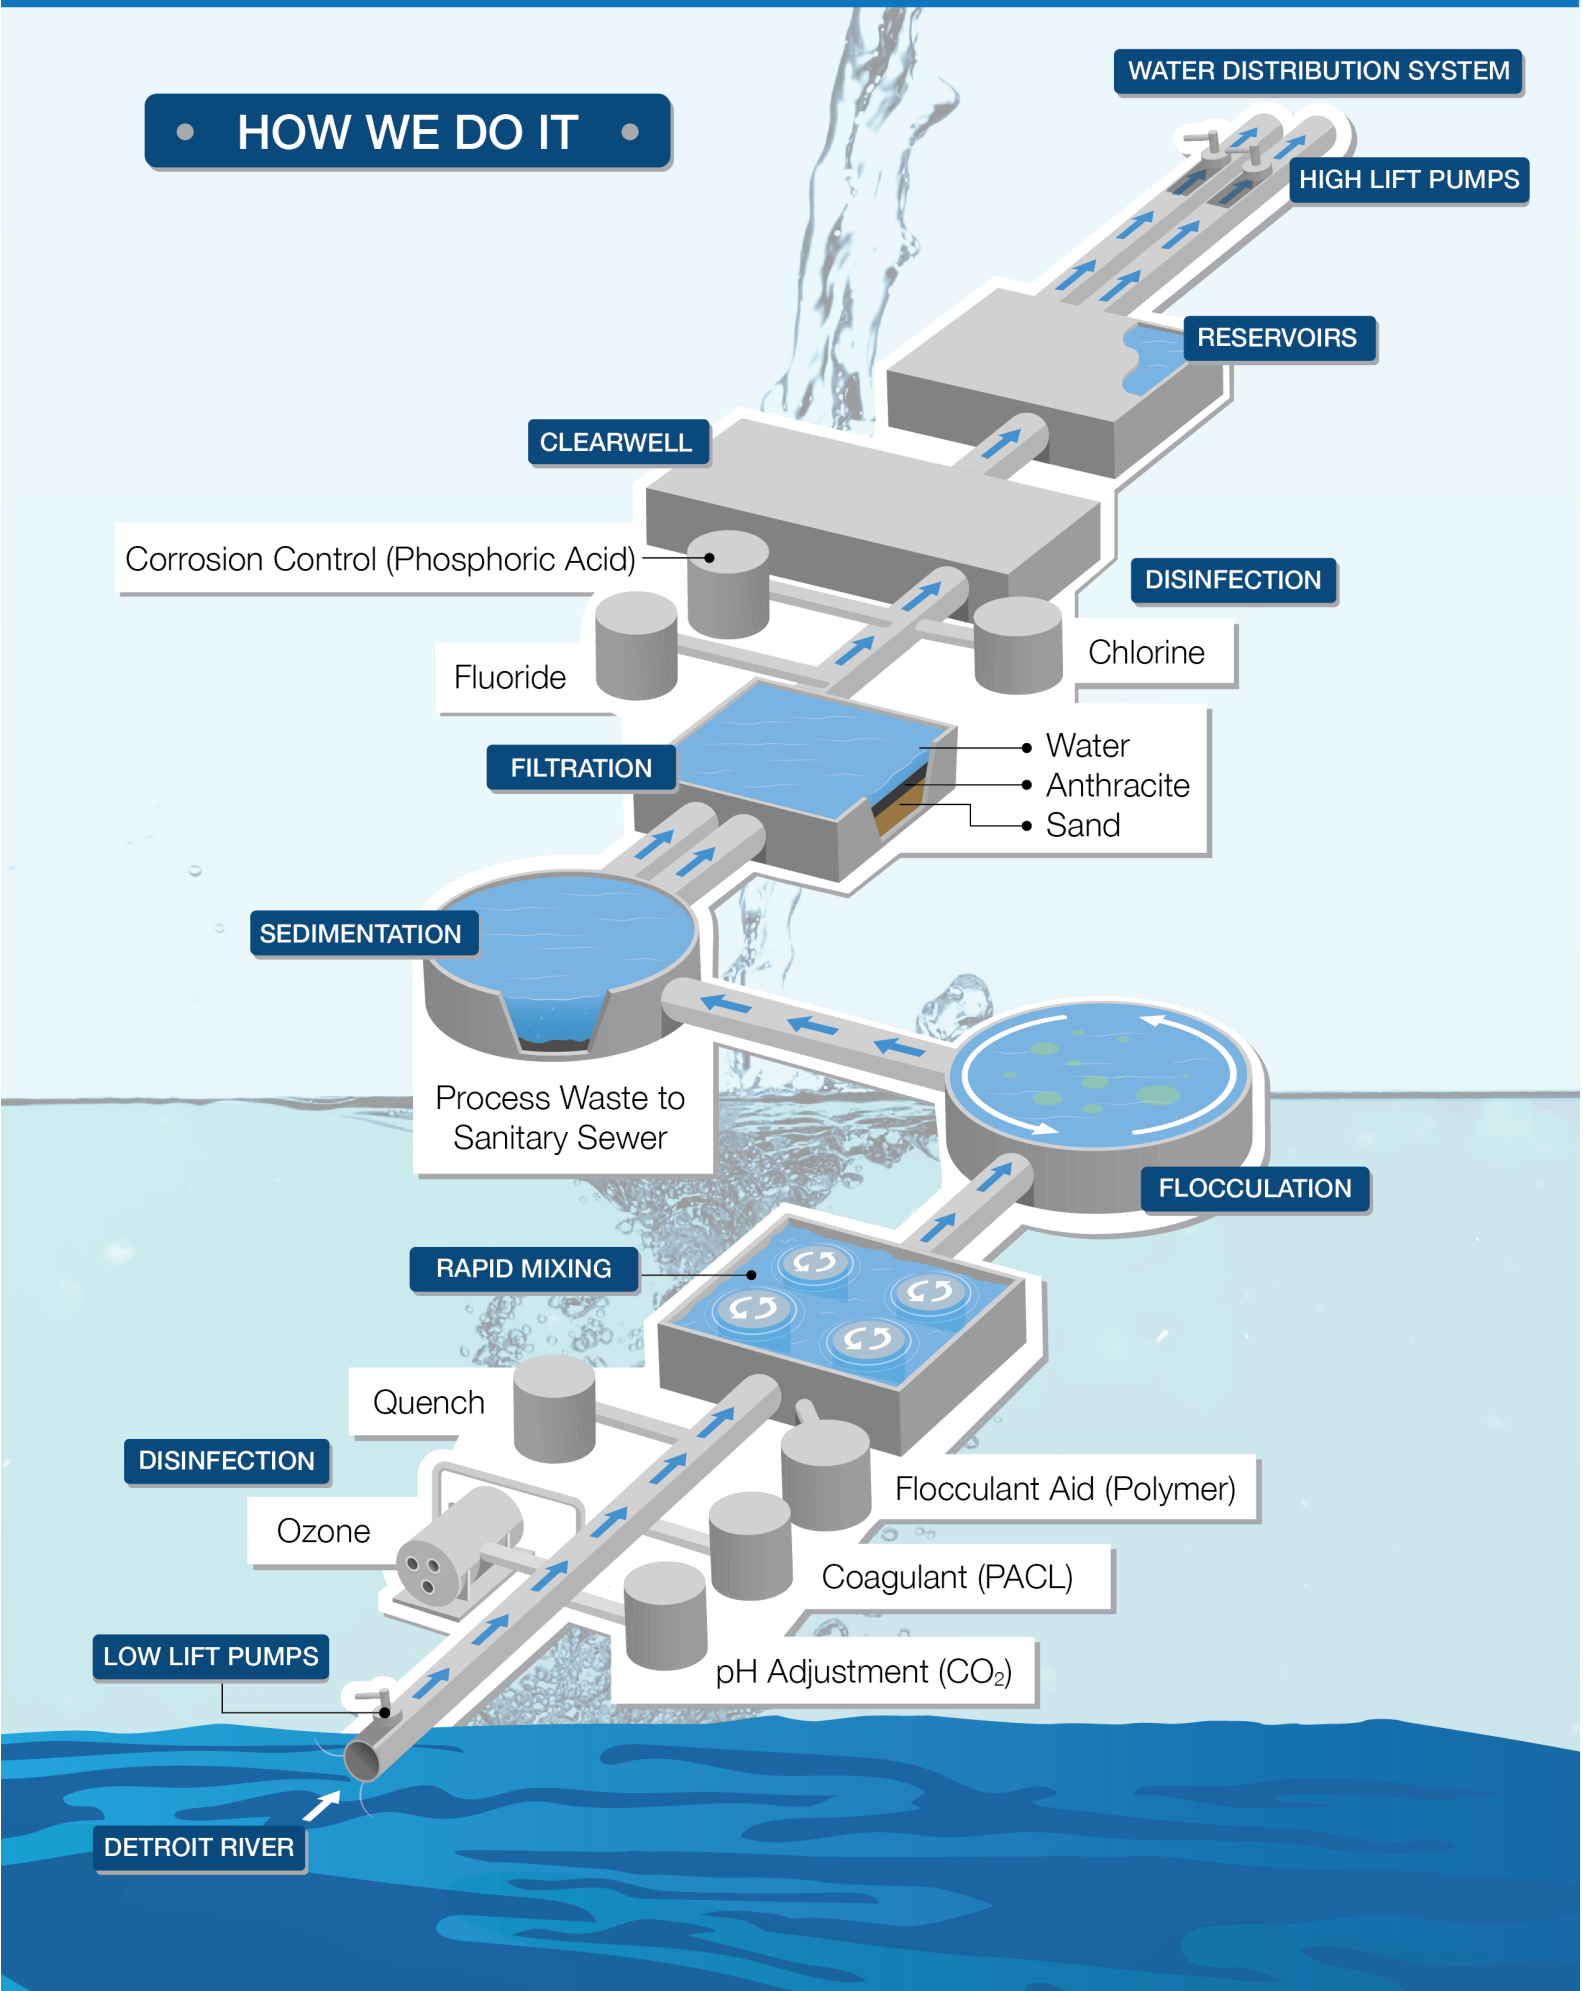 WATER DISTRIBUTION SYSTEM
HOW WE DO IT
HIGH LIFT PUMPS
RESERVOIRS
CLEARWELL
Corrosion Control (Phosphoric Acid)
DISINFECTION
Chlorine
Fluoride
FILTRATION
Water
Anthracite
Sand
SEDIMENTATION
Process Waste to
Sanitary Sewer
FLOCCULATION
RAPID MIXING
Quench
DISINFECTION
Flocculant Aid (Polymer)
Ozone
Coagulant (PACL)
LOW LIFT PUMPS
pH Adjustment (CO₂)
DETROIT RIVER